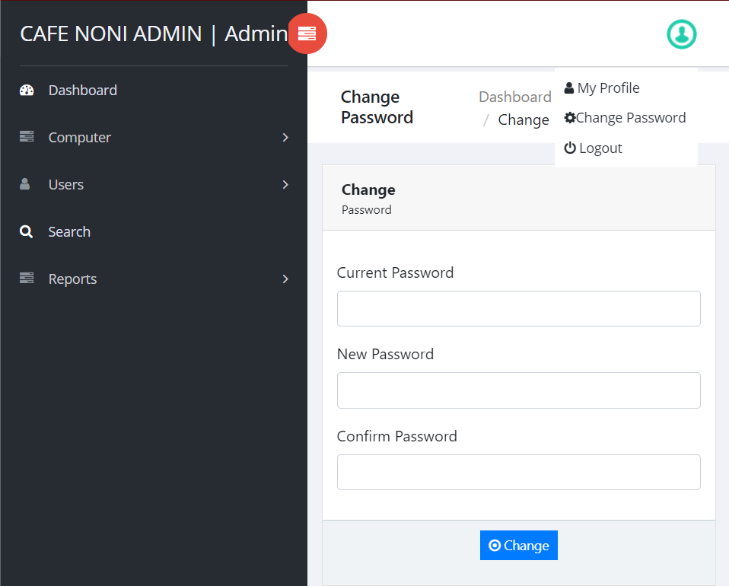 CAFE NONI ADMIN | Admin
Dashboard
Computer
Users
Search
Reports
My Profile
Change Password
Logout
Change
Password
Dashboard
/ Change
Change
Password
Current Password
New Password
Confirm Password
Change